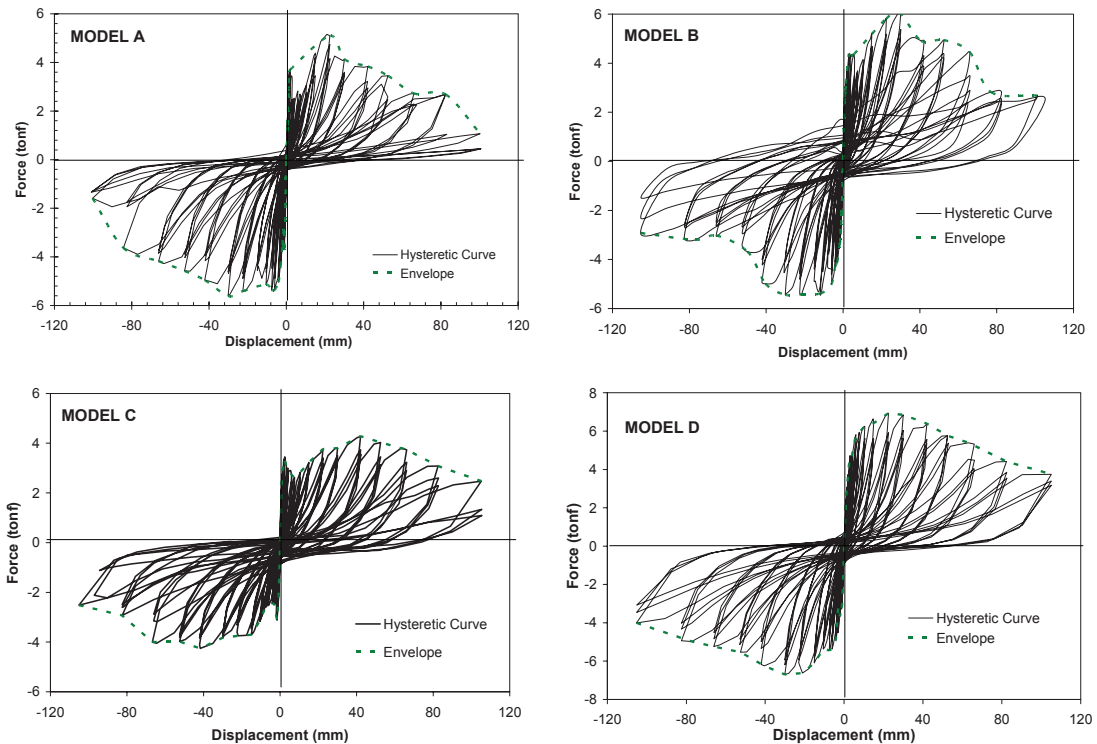 MODEL A
6
4
2
0
-2
-4
-6
-120
-80
-40
0
40
80
120
Force (tonf)
Displacement (mm)
Hysteretic Curve
Envelope
MODEL B
6
4
2
0
-2
-4
-6
-120
-80
-40
0
40
80
120
Force (tonf)
Displacement (mm)
Hysteretic Curve
Envelope
MODEL C
6
4
2
0
-2
-4
-6
-120
-80
-40
0
40
80
120
Force (tonf)
Displacement (mm)
Hysteretic Curve
Envelope
MODEL D
8
6
4
2
0
-2
-4
-6
-8
-120
-80
-40
0
40
80
120
Force (tonf)
Displacement (mm)
Hysteretic Curve
Envelope